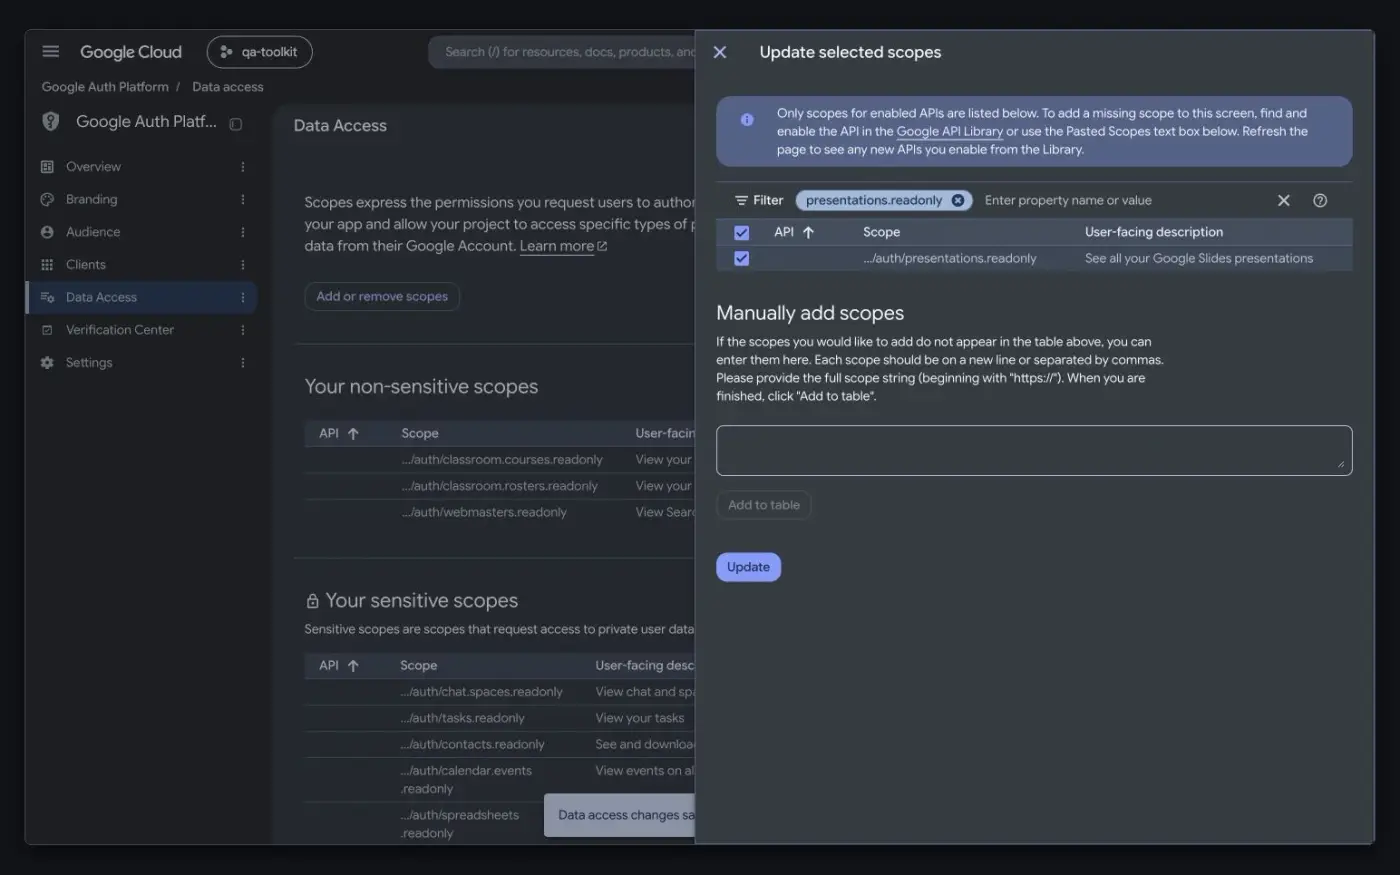 Google Cloud
qa-toolkit
Search (/) for resources, docs, products, and
Google Auth Platform / Data access
Google Auth Platf...
Overview
Branding
Audience
Clients
Data Access
Verification Center
Settings
Data Access
Scopes express the permissions you request users to author
your app and allow your project to access specific types of p
data from their Google Account. Learn more
Add or remove scopes
Your non-sensitive scopes
API Scope User-facin
.../auth/classroom.courses.readonly View your
.../auth/classroom.rosters.readonly View your
.../auth/webmasters.readonly View Searc
Your sensitive scopes
Sensitive scopes are scopes that request access to private user data
API Scope User-facing desc
.../auth/chat.spaces.readonly View chat and spa
.../auth/tasks.readonly View your tasks
.../auth/contacts.readonly See and download
.../auth/calendar.events View events on al
.readonly
.../auth/spreadsheets
.readonly
Data access changes sa
Update selected scopes
Only scopes for enabled APIs are listed below. To add a missing scope to this screen, find and
enable the API in the Google API Library or use the Pasted Scopes text box below. Refresh the
page to see any new APIs you enable from the Library.
Filter presentations.readonly Enter property name or value
API Scope User-facing description
.../auth/presentations.readonly See all your Google Slides presentations
Manually add scopes
If the scopes you would like to add do not appear in the table above, you can
enter them here. Each scope should be on a new line or separated by commas.
Please provide the full scope string (beginning with "https://"). When you are
finished, click "Add to table".
Add to table
Update